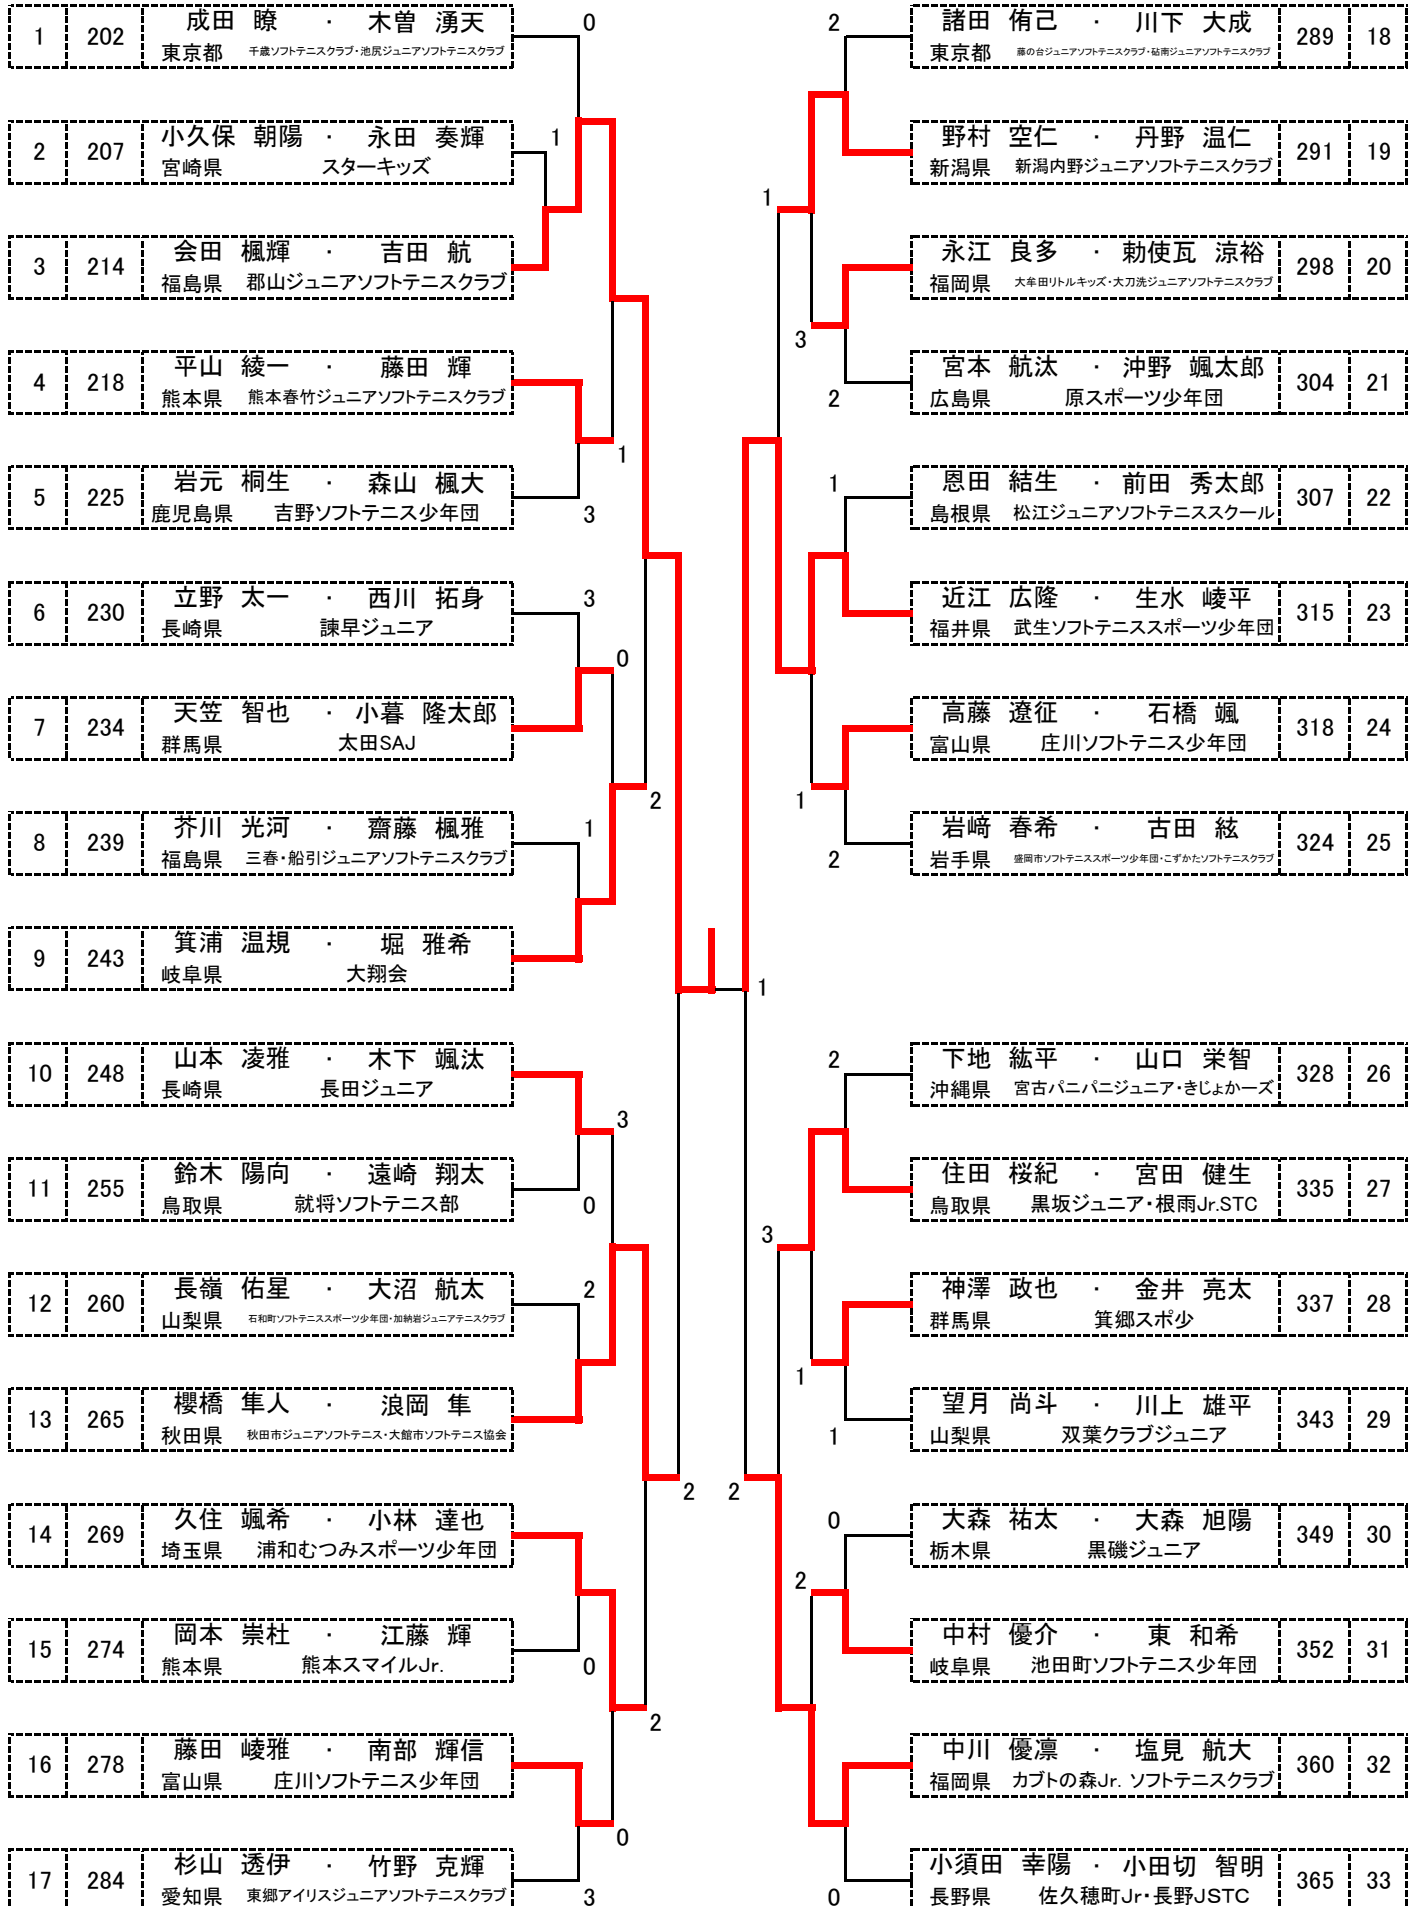 1 202 成田 瞭 ・ 木曽 湧天
東京都 千歳ソフトテニスクラブ・池尻ジュニアソフトテニスクラブ
0
2 207 小久保 朝陽 ・ 永田 奏輝
宮崎県 スターキッズ
1
3 214 会田 楓輝 ・ 吉田 航
福島県 郡山ジュニアソフトテニスクラブ
4 218 平山 綾一 ・ 藤田 輝
熊本県 熊本春竹ジュニアソフトテニスクラブ
1
5 225 岩元 桐生 ・ 森山 楓大
鹿児島県 吉野ソフトテニス少年団
3
6 230 立野 太一 ・ 西川 拓身
長崎県 諫早ジュニア
3
0
7 234 天笠 智也 ・ 小暮 隆太郎
群馬県 太田SAJ
2
8 239 芥川 光河 ・ 齋藤 楓雅
福島県 三春・船引ジュニアソフトテニスクラブ
1
9 243 箕浦 温規 ・ 堀 雅希
岐阜県 大翔会
10 248 山本 凌雅 ・ 木下 颯汰
長崎県 長田ジュニア
3
11 255 鈴木 陽向 ・ 遠崎 翔太
鳥取県 就将ソフトテニス部
0
12 260 長嶺 佑星 ・ 大沼 航太
山梨県 石和町ソフトテニススポーツ少年団・加納岩ジュニアテニスクラブ
2
13 265 櫻橋 隼人 ・ 浪岡 隼
秋田県 秋田市ジュニアソフトテニス・大館市ソフトテニス協会
2
14 269 久住 颯希 ・ 小林 達也
埼玉県 浦和むつみスポーツ少年団
15 274 岡本 崇杜 ・ 江藤 輝
熊本県 熊本スマイルJr.
0
2
16 278 藤田 崚雅 ・ 南部 輝信
富山県 庄川ソフトテニス少年団
0
17 284 杉山 透伊 ・ 竹野 克輝
愛知県 東郷アイリスジュニアソフトテニスクラブ
3
2
諸田 侑己 ・ 川下 大成 289 18
東京都 藤の台ジュニアソフトテニスクラブ・砧南ジュニアソフトテニスクラブ
野村 空仁 ・ 丹野 温仁 291 19
新潟県 新潟内野ジュニアソフトテニスクラブ
1
永江 良多 ・ 勅使瓦 涼裕 298 20
福岡県 大牟田リトルキッズ・大刀洗ジュニアソフトテニスクラブ
3
宮本 航汰 ・ 沖野 颯太郎 304 21
広島県 原スポーツ少年団
2
1
恩田 結生 ・ 前田 秀太郎 307 22
島根県 松江ジュニアソフトテニススクール
近江 広隆 ・ 生水 崚平 315 23
福井県 武生ソフトテニススポーツ少年団
高藤 遼征 ・ 石橋 颯 318 24
富山県 庄川ソフトテニス少年団
1
岩﨑 春希 ・ 古田 絃 324 25
岩手県 盛岡市ソフトテニススポーツ少年団・こずかたソフトテニスクラブ
2
1
2
下地 紘平 ・ 山口 栄智 328 26
沖縄県 宮古パニパニジュニア・きじょかーズ
住田 桜紀 ・ 宮田 健生 335 27
鳥取県 黒坂ジュニア・根雨Jr.STC
3
神澤 政也 ・ 金井 亮太 337 28
群馬県 箕郷スポ少
1
望月 尚斗 ・ 川上 雄平 343 29
山梨県 双葉クラブジュニア
1
2
0
大森 祐太 ・ 大森 旭陽 349 30
栃木県 黒磯ジュニア
2
中村 優介 ・ 東 和希 352 31
岐阜県 池田町ソフトテニス少年団
中川 優凛 ・ 塩見 航大 360 32
福岡県 カブトの森Jr. ソフトテニスクラブ
小須田 幸陽 ・ 小田切 智明 365 33
長野県 佐久穂町Jr・長野JSTC
0